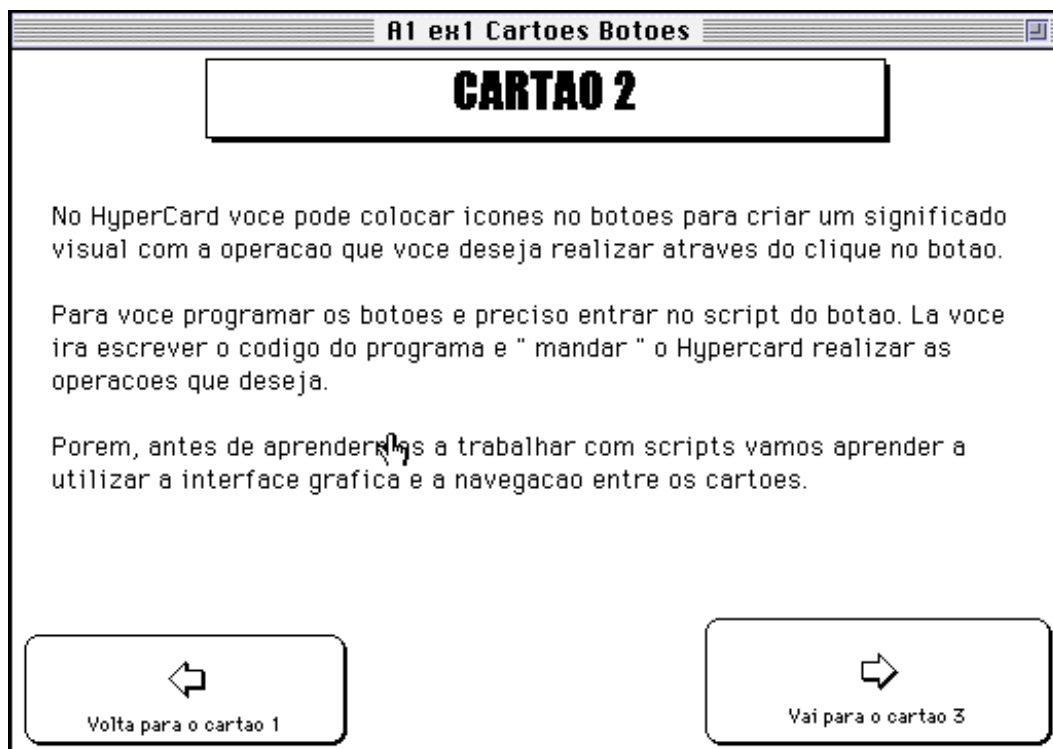 A1 ex1 Cartoes Botoes
CARTAO 2
No HyperCard voce pode colocar icones no botoes para criar um significado
visual com a operacao que voce deseja realizar atraves do clique no botao.
Para voce programar os botoes e preciso entrar no script do botao. La voce
ira escrever o codigo do programa e " mandar " o Hypercard realizar as
operacoes que deseja.
Porem, antes de aprendermos a trabalhar com scripts vamos aprender a
utilizar a interface grafica e a navegacao entre os cartoes.
Volta para o cartao 1
Vai para o cartao 3